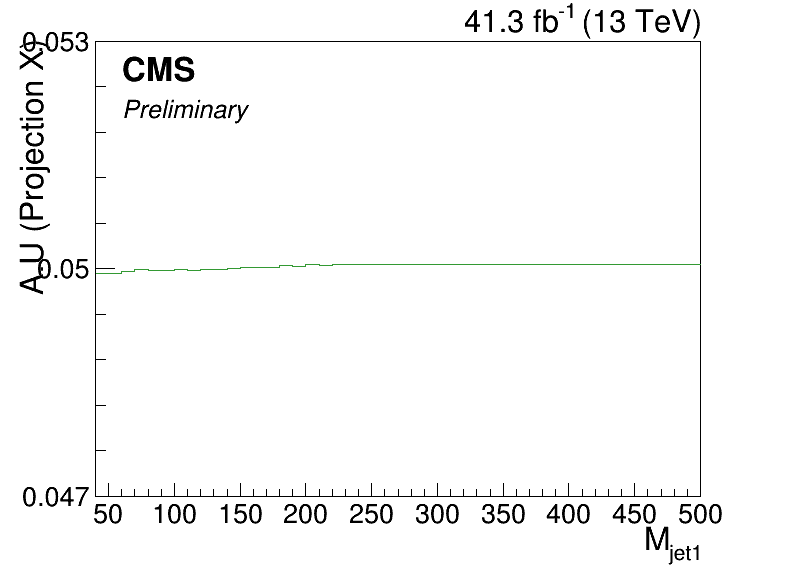 41.3 fb⁻¹ (13 TeV)
0.053
CMS
Preliminary
A.U (Projection X)
0.05
0.047
50 100 150 200 250 300 350 400 450 500
M_jet1